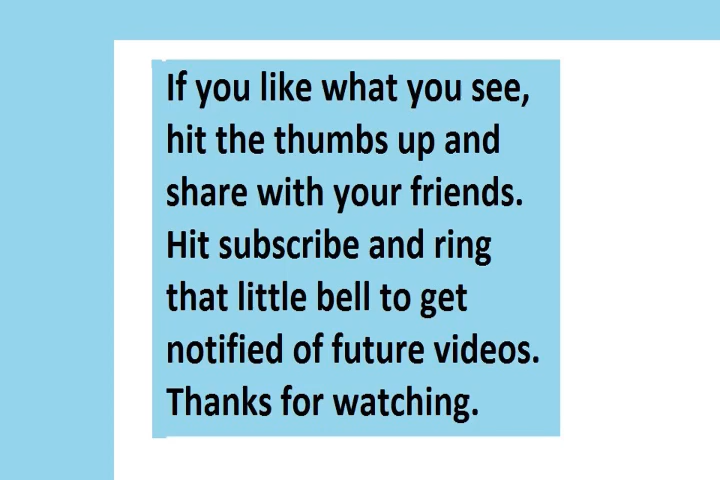 If you like what you see,
hit the thumbs up and
share with your friends.
Hit subscribe and ring
that little bell to get
notified of future videos.
Thanks for watching.